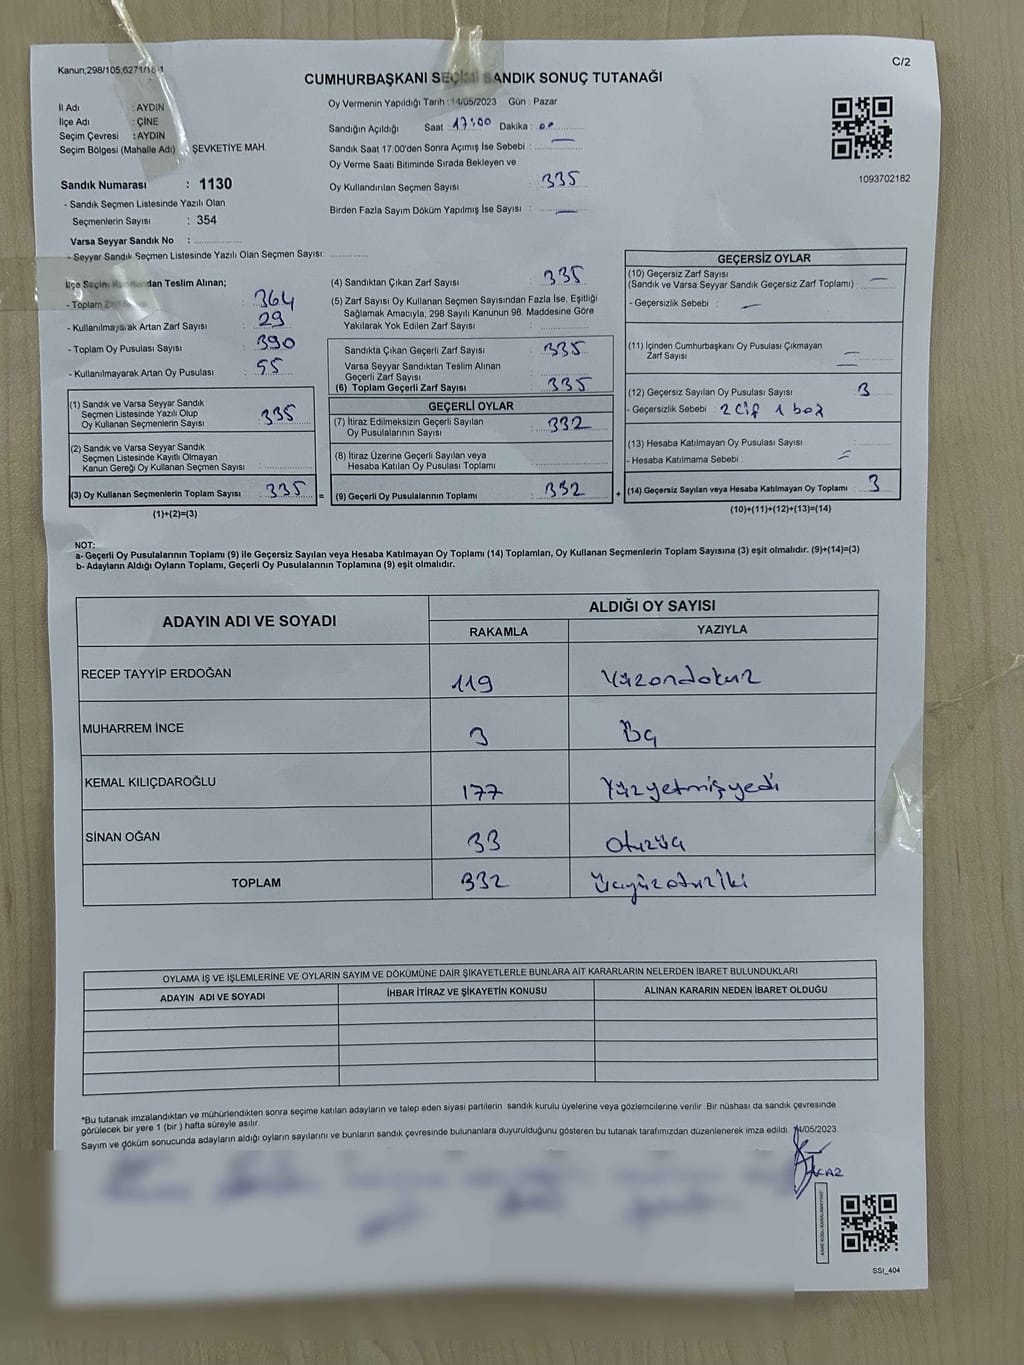 Kanun;298/105;6271/18-1
C/2
CUMHURBAŞKANI SEÇİMİ SANDIK SONUÇ TUTANAĞI
İl Adı : AYDIN
İlçe Adı : ÇİNE
Seçim Çevresi : AYDIN
Seçim Bölgesi (Mahalle Adı) : ŞEVKETİYE MAH.
Sandık Numarası : 1130
- Sandık Seçmen Listesinde Yazılı Olan
Seçmenlerin Sayısı : 354
Varsa Seyyar Sandık No :
- Seyyar Sandık Seçmen Listesinde Yazılı Olan Seçmen Sayısı:
Oy Vermenin Yapıldığı Tarih : 14/05/2023 Gün : Pazar
Sandığın Açıldığı Saat : 17:00 Dakika : 00
Sandık Saat 17:00'den Sonra Açımış İse Sebebi : —
Oy Verme Saati Bitiminde Sırada Bekleyen ve
Oy Kullandırılan Seçmen Sayısı 335
Birden Fazla Sayım Döküm Yapılmış İse Sayısı : —
1093702182
İlçe Seçim Kurulundan Teslim Alınan;
- Toplam Zarf 364
- Kullanılmayarak Artan Zarf Sayısı : 29
- Toplam Oy Pusulası Sayısı : 390
- Kullanılmayarak Artan Oy Pusulası : 55
(1) Sandık ve Varsa Seyyar Sandık
Seçmen Listesinde Yazılı Olup
Oy Kullanan Seçmenlerin Sayısı : 335
(2) Sandık ve Varsa Seyyar Sandık
Seçmen Listesinde Kayıtlı Olmayan
Kanun Gereği Oy Kullanan Seçmen Sayısı :
(3) Oy Kullanan Seçmenlerin Toplam Sayısı : 335
(1)+(2)=(3)
=
(4) Sandıktan Çıkan Zarf Sayısı : 335
(5) Zarf Sayısı Oy Kullanan Seçmen Sayısından Fazla İse, Eşitliği
Sağlamak Amacıyla; 298 Sayılı Kanunun 98. Maddesine Göre
Yakılarak Yok Edilen Zarf Sayısı :
Sandıkta Çıkan Geçerli Zarf Sayısı : 335
Varsa Seyyar Sandıktan Teslim Alınan
Geçerli Zarf Sayısı :
(6) Toplam Geçerli Zarf Sayısı : 335
GEÇERLİ OYLAR
(7) İtiraz Edilmeksizin Geçerli Sayılan
Oy Pusulalarının Sayısı : 332
(8) İtiraz Üzerine Geçerli Sayılan veya
Hesaba Katılan Oy Pusulası Toplamı
(9) Geçerli Oy Pusulalarının Toplamı : 332
+
GEÇERSİZ OYLAR
(10) Geçersiz Zarf Sayısı
(Sandık ve Varsa Seyyar Sandık Geçersiz Zarf Toplamı) : —
- Geçersizlik Sebebi : —
(11) İçinden Cumhurbaşkanı Oy Pusulası Çıkmayan
Zarf Sayısı : —
(12) Geçersiz Sayılan Oy Pusulası Sayısı : 3
- Geçersizlik Sebebi : 2 Çif 1 boz
(13) Hesaba Katılmayan Oy Pusulası Sayısı :
- Hesaba Katılmama Sebebi :
(14) Geçersiz Sayılan veya Hesaba Katılmayan Oy Toplamı : 3
(10)+(11)+(12)+(13)=(14)
NOT:
a- Geçerli Oy Pusulalarının Toplamı (9) ile Geçersiz Sayılan veya Hesaba Katılmayan Oy Toplamı (14) Toplamları, Oy Kullanan Seçmenlerin Toplam Sayısına (3) eşit olmalıdır. (9)+(14)=(3)
b- Adayların Aldığı Oyların Toplamı, Geçerli Oy Pusulalarının Toplamına (9) eşit olmalıdır.
ADAYIN ADI VE SOYADI
ALDIĞI OY SAYISI
RAKAMLA YAZIYLA
RECEP TAYYİP ERDOĞAN 119 Yüzondokuz
MUHARREM İNCE 3 Üç
KEMAL KILIÇDAROĞLU 177 Yüzyetmişyedi
SİNAN OĞAN 33 Otuzüç
TOPLAM 332 Üçyüzotuziki
OYLAMA İŞ VE İŞLEMLERİNE VE OYLARIN SAYIM VE DÖKÜMÜNE DAİR ŞİKAYETLERLE BUNLARA AİT KARARLARIN NELERDEN İBARET BULUNDUKLARI
ADAYIN ADI VE SOYADI İHBAR İTİRAZ VE ŞİKAYETİN KONUSU ALINAN KARARIN NEDEN İBARET OLDUĞU
*Bu tutanak imzalandıktan ve mühürlendikten sonra seçime katılan adayların ve talep eden siyasi partilerin sandık kurulu üyelerine veya gözlemcilerine verilir. Bir nüshası da sandık çevresinde
görülecek bir yere 1 (bir ) hafta süreyle asılır.
Sayım ve döküm sonucunda adayların aldığı oyların sayılarını ve bunların sandık çevresinde bulunanlara duyurulduğunu gösteren bu tutanak tarafımızdan düzenlenerek imza edildi. 14/05/2023
SSI_404